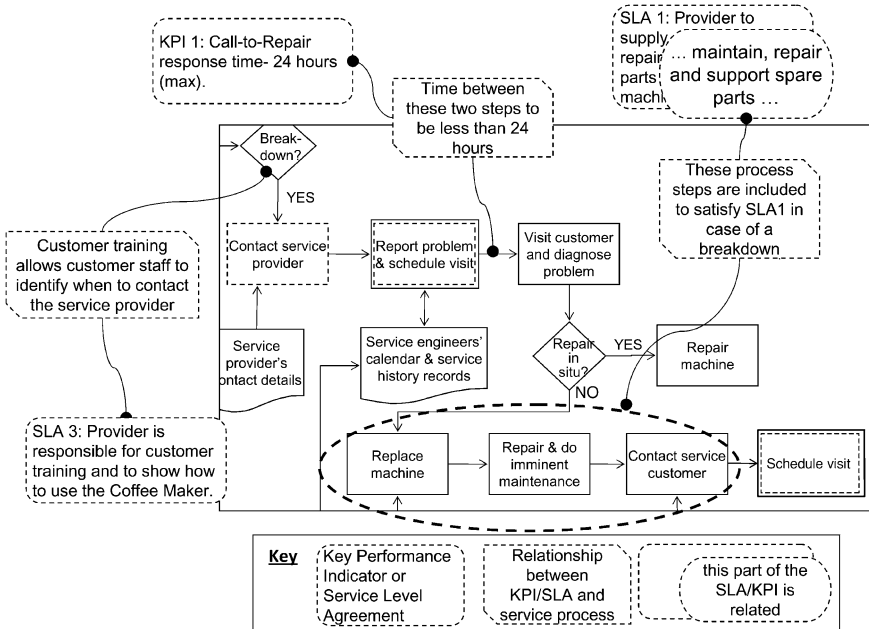 KPI 1: Call-to-Repair
response time- 24 hours
(max).
SLA 1: Provider to
supply
repair
parts
machi
… maintain, repair
and support spare
parts …
Time between
these two steps to
be less than 24
hours
Break-
down?
YES
These process
steps are included
to satisfy SLA1 in
case of a
breakdown
Customer training
allows customer staff to
identify when to contact
the service provider
Contact service
provider
Report problem
& schedule visit
Visit customer
and diagnose
problem
Service
provider's
contact details
Service engineers'
calendar & service
history records
Repair
in
situ?
YES
Repair
machine
NO
SLA 3: Provider is
responsible for customer
training and to show how
to use the Coffee Maker.
Replace
machine
Repair & do
imminent
maintenance
Contact service
customer
Schedule visit
Key
Key Performance
Indicator or
Service Level
Agreement
Relationship
between
KPI/SLA and
service process
this part of the
SLA/KPI is
related